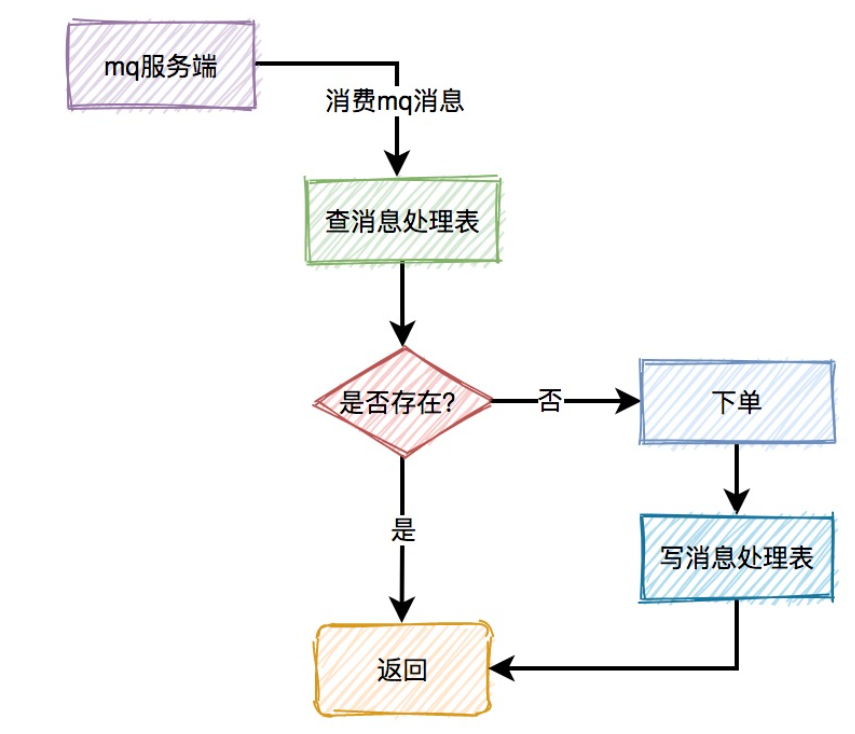 mq服务端
消费mq消息
查消息处理表
是否存在?
否
下单
是
写消息处理表
返回